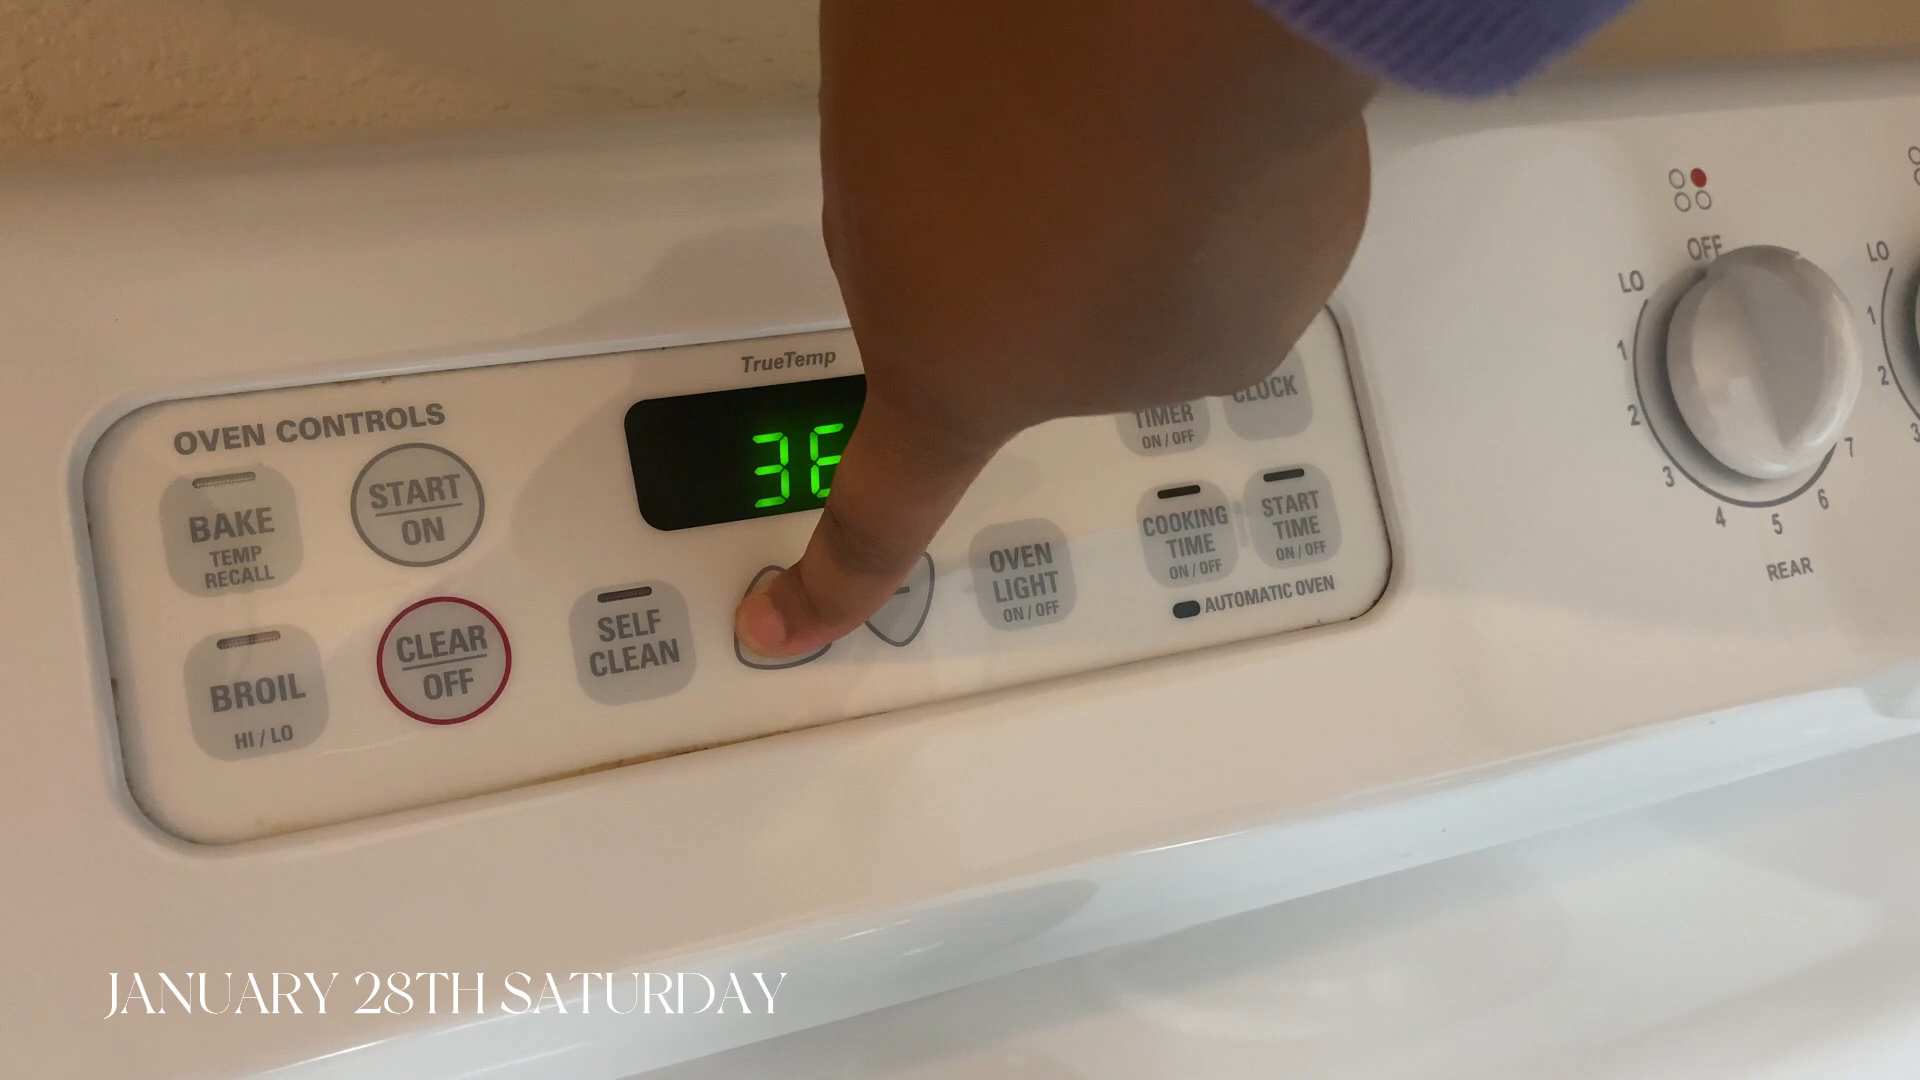 TrueTemp
OVEN CONTROLS
BAKE
TEMP
RECALL
START
ON
BROIL
HI / LO
CLEAR
OFF
SELF
CLEAN
OVEN
LIGHT
ON / OFF
TIMER
ON / OFF
CLOCK
COOKING
TIME
ON / OFF
START
TIME
ON / OFF
AUTOMATIC OVEN
OFF
LO
1
2
3
4
5
6
7
REAR
LO
1
2
3
JANUARY 28TH SATURDAY